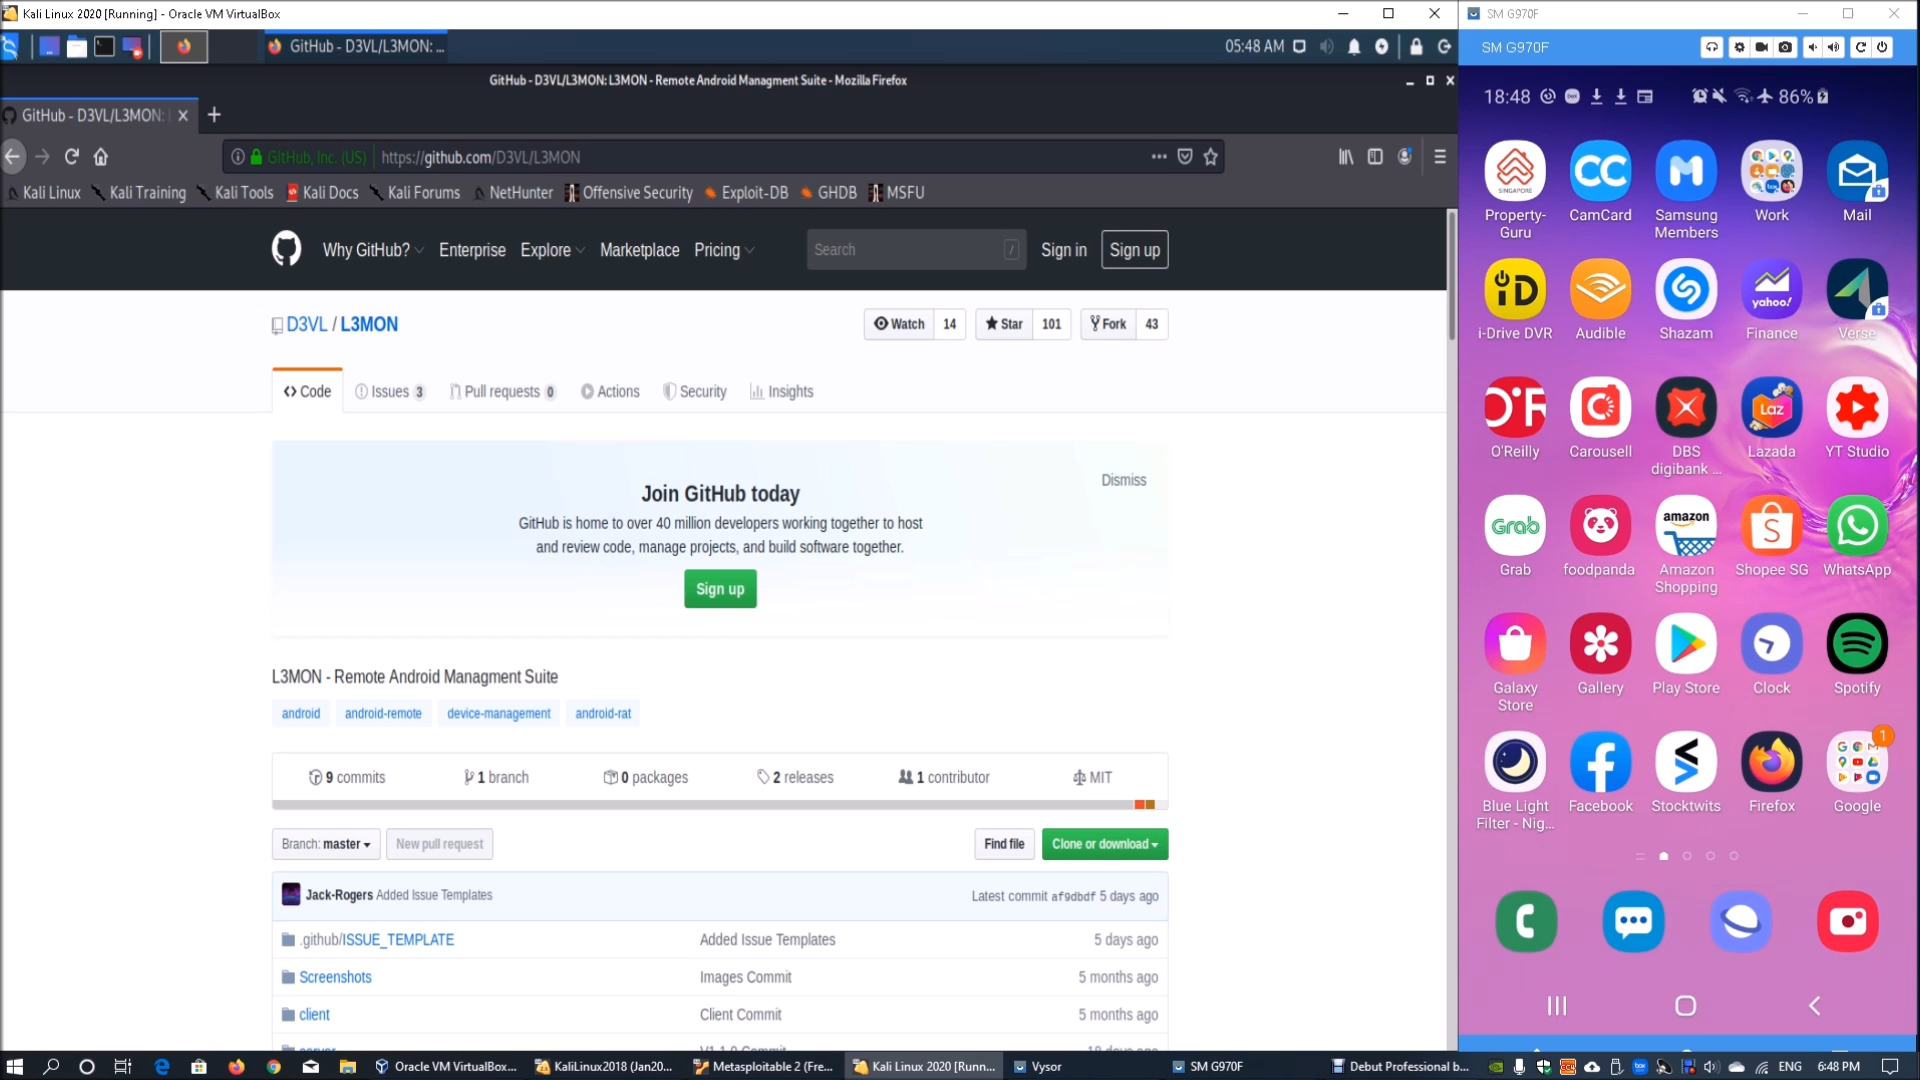 Kali Linux 2020 [Running] - Oracle VM VirtualBox
GitHub - D3VL/L3MON: ...
05:48 AM
GitHub - D3VL/L3MON: L3MON - Remote Android Managment Suite - Mozilla Firefox
GitHub - D3VL/L3MON:
GitHub, Inc. (US)
https://github.com/D3VL/L3MON
Kali Linux
Kali Training
Kali Tools
Kali Docs
Kali Forums
NetHunter
Offensive Security
Exploit-DB
GHDB
MSFU
Why GitHub?
Enterprise
Explore
Marketplace
Pricing
Search
/
Sign in
Sign up
D3VL / L3MON
Watch 14
Star 101
Fork 43
Code
Issues 3
Pull requests 0
Actions
Security
Insights
Dismiss
Join GitHub today
GitHub is home to over 40 million developers working together to host
and review code, manage projects, and build software together.
Sign up
L3MON - Remote Android Managment Suite
android
android-remote
device-management
android-rat
9 commits
1 branch
0 packages
2 releases
1 contributor
MIT
Branch: master
New pull request
Find file
Clone or download
Jack-Rogers Added Issue Templates
Latest commit af9dbdf 5 days ago
.github/ISSUE_TEMPLATE Added Issue Templates 5 days ago
Screenshots Images Commit 5 months ago
client Client Commit 5 months ago
SM G970F
SM G970F
18:48
86%
SINGAPORE
Property-
Guru
CC
CamCard
Samsung
Members
Work
Mail
iD
i-Drive DVR
Audible
Shazam
yahoo!
Finance
Verse
O'R
O'Reilly
Carousell
DBS
digibank ...
Laz
Lazada
YT Studio
Grab
Grab
foodpanda
amazon
Amazon
Shopping
Shopee SG
WhatsApp
Galaxy
Store
Gallery
Play Store
Clock
Spotify
Blue Light
Filter - Nig...
Facebook
Stocktwits
Firefox
1
Google
Oracle VM VirtualBox...
KaliLinux2018 (Jan20...
Metasploitable 2 (Fre...
Kali Linux 2020 [Runn...
Vysor
SM G970F
Debut Professional b...
ENG
6:48 PM